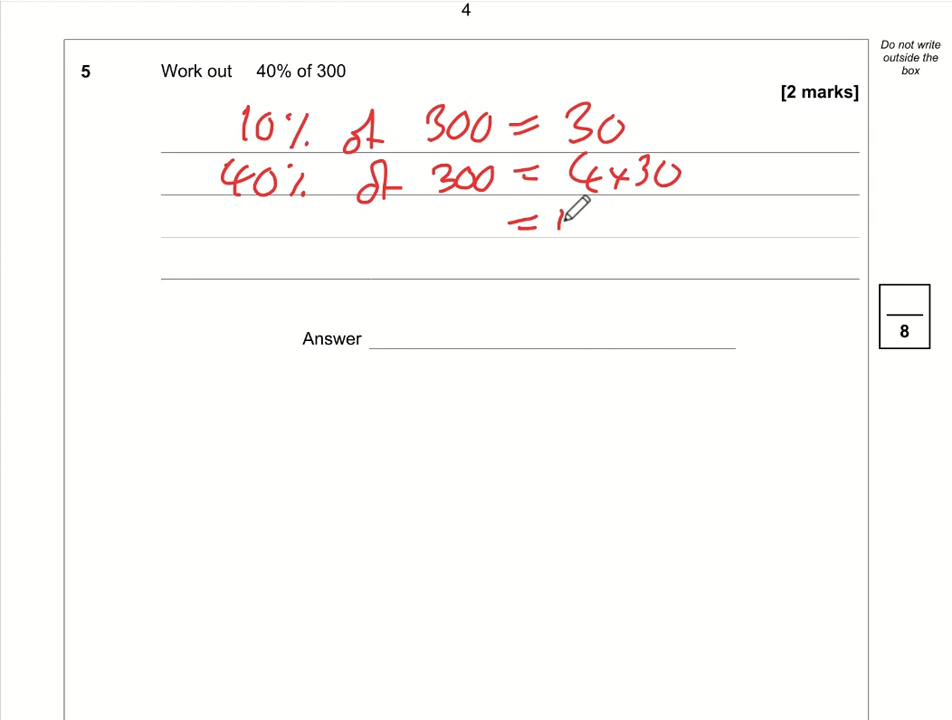 4
Do not write
outside the
box
5 Work out 40% of 300
[2 marks]
10% of 300 = 30
40% of 300 = 4×30
=
8
Answer